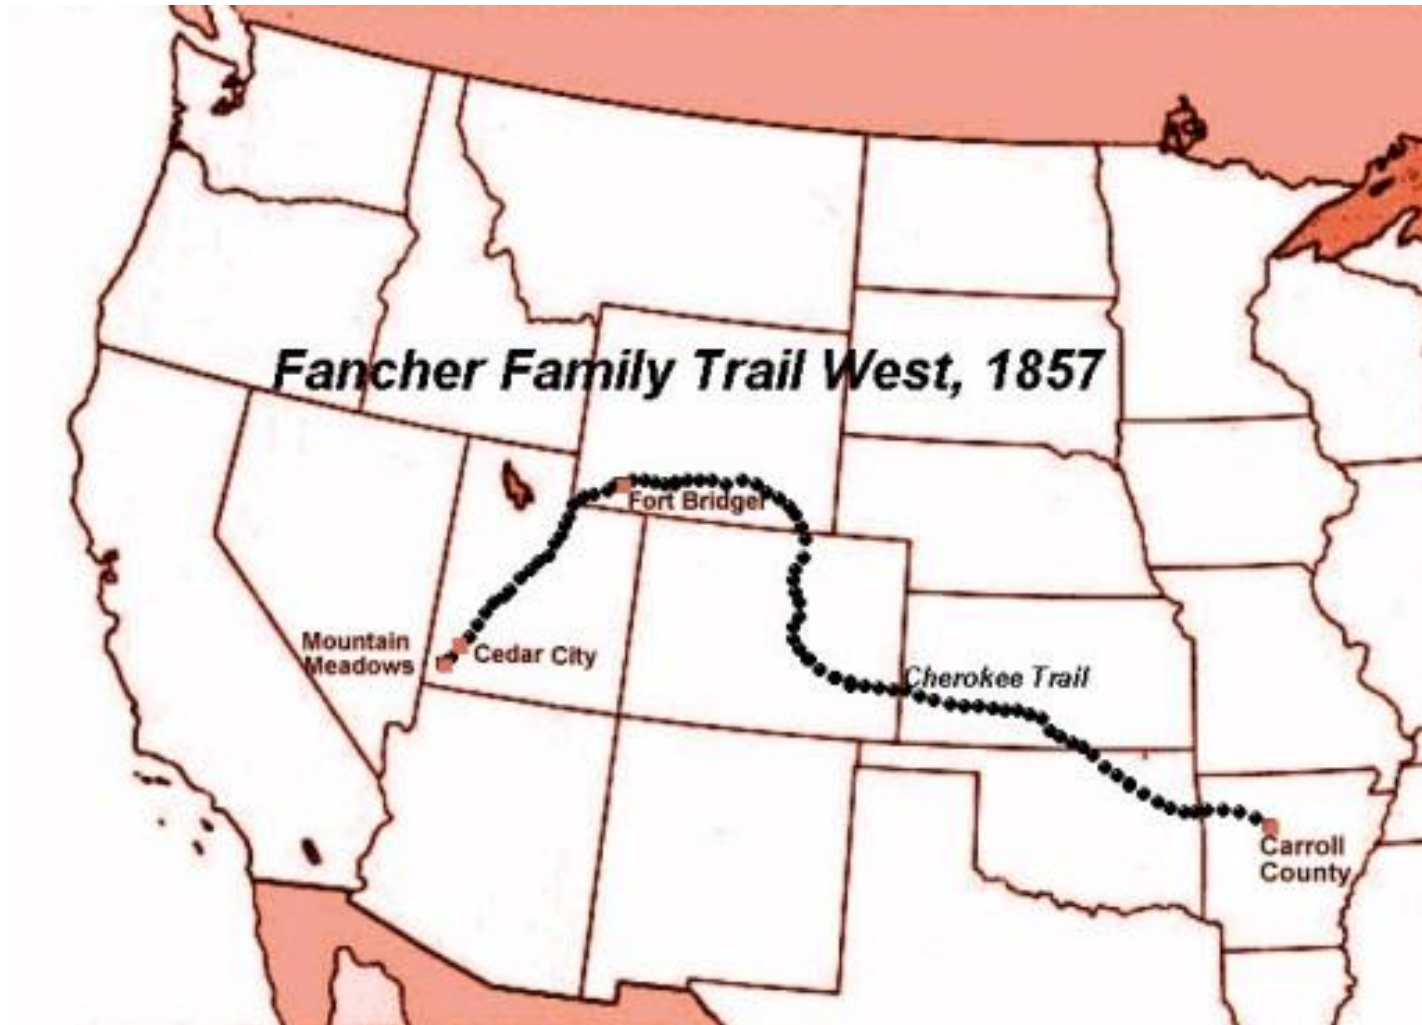 Fancher Family Trail West, 1857
Fort Bridger
Mountain
Meadows
Cedar City
Cherokee Trail
Carroll
County